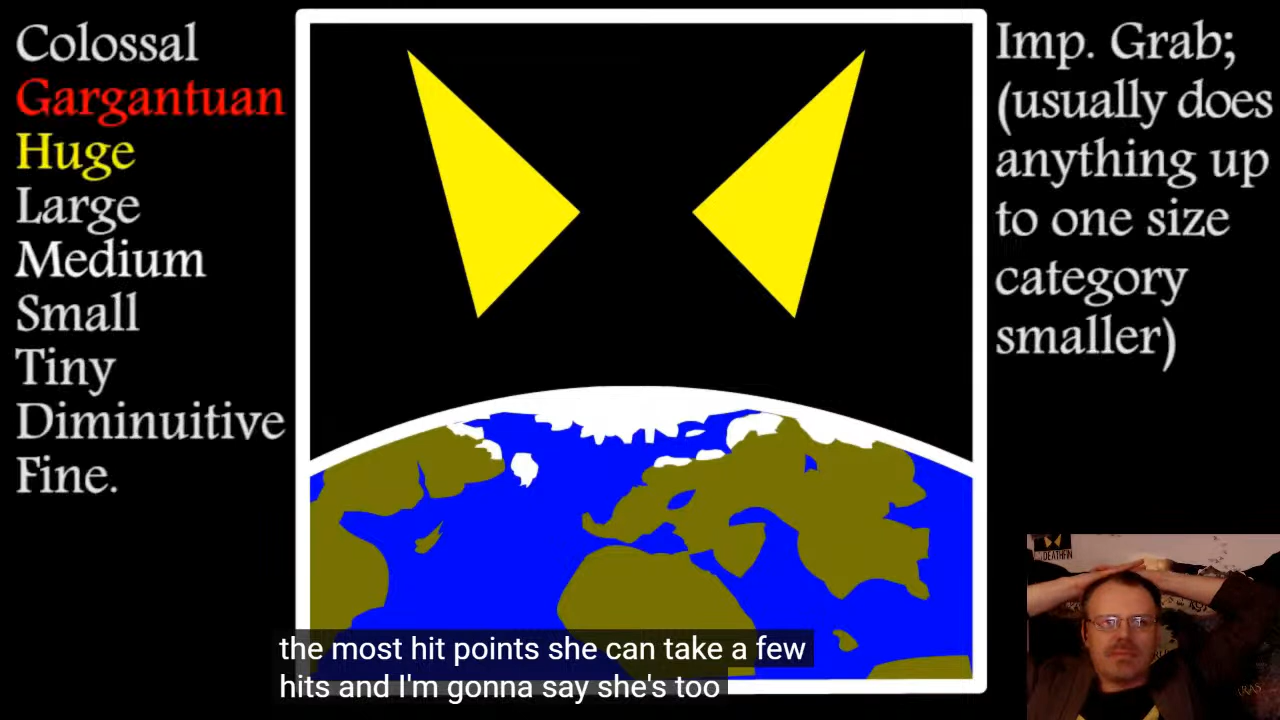 Colossal
Gargantuan
Huge
Large
Medium
Small
Tiny
Diminuitive
Fine.
Imp. Grab;
(usually does
anything up
to one size
category
smaller)
the most hit points she can take a few
hits and I'm gonna say she's too